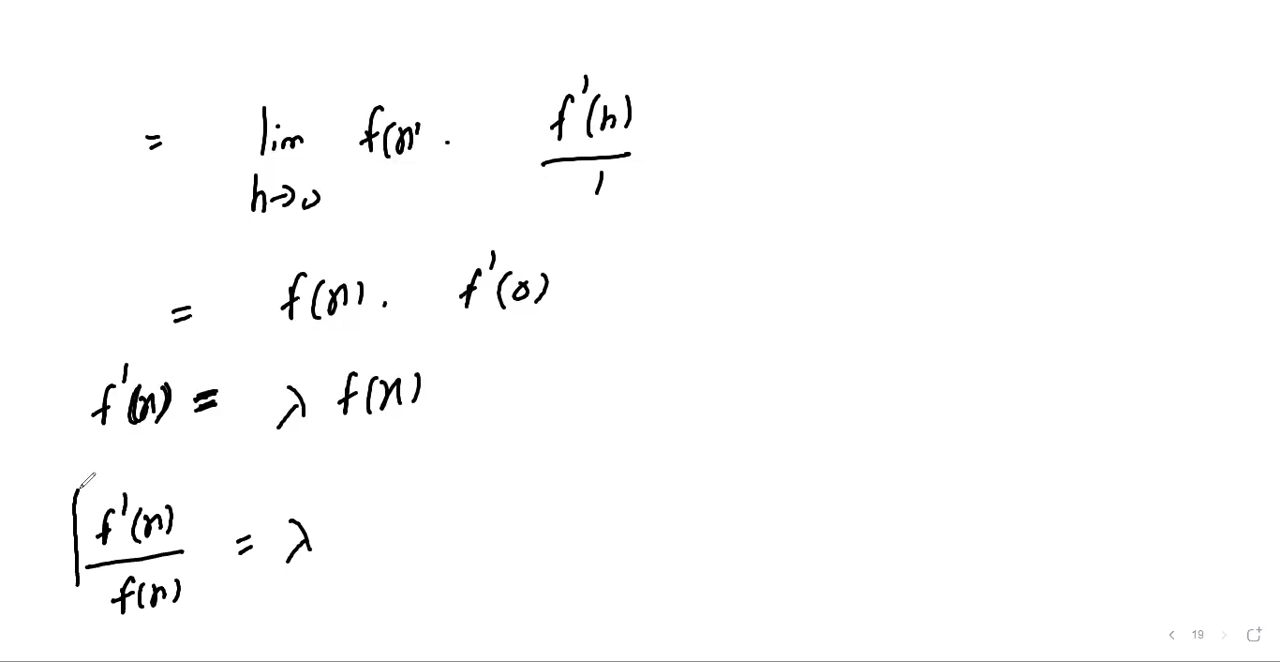 = lim h→0 f(x) · f'(h)/1
= f(x) · f'(0)
f'(x) = λ f(x)
f'(x)/f(x) = λ
19